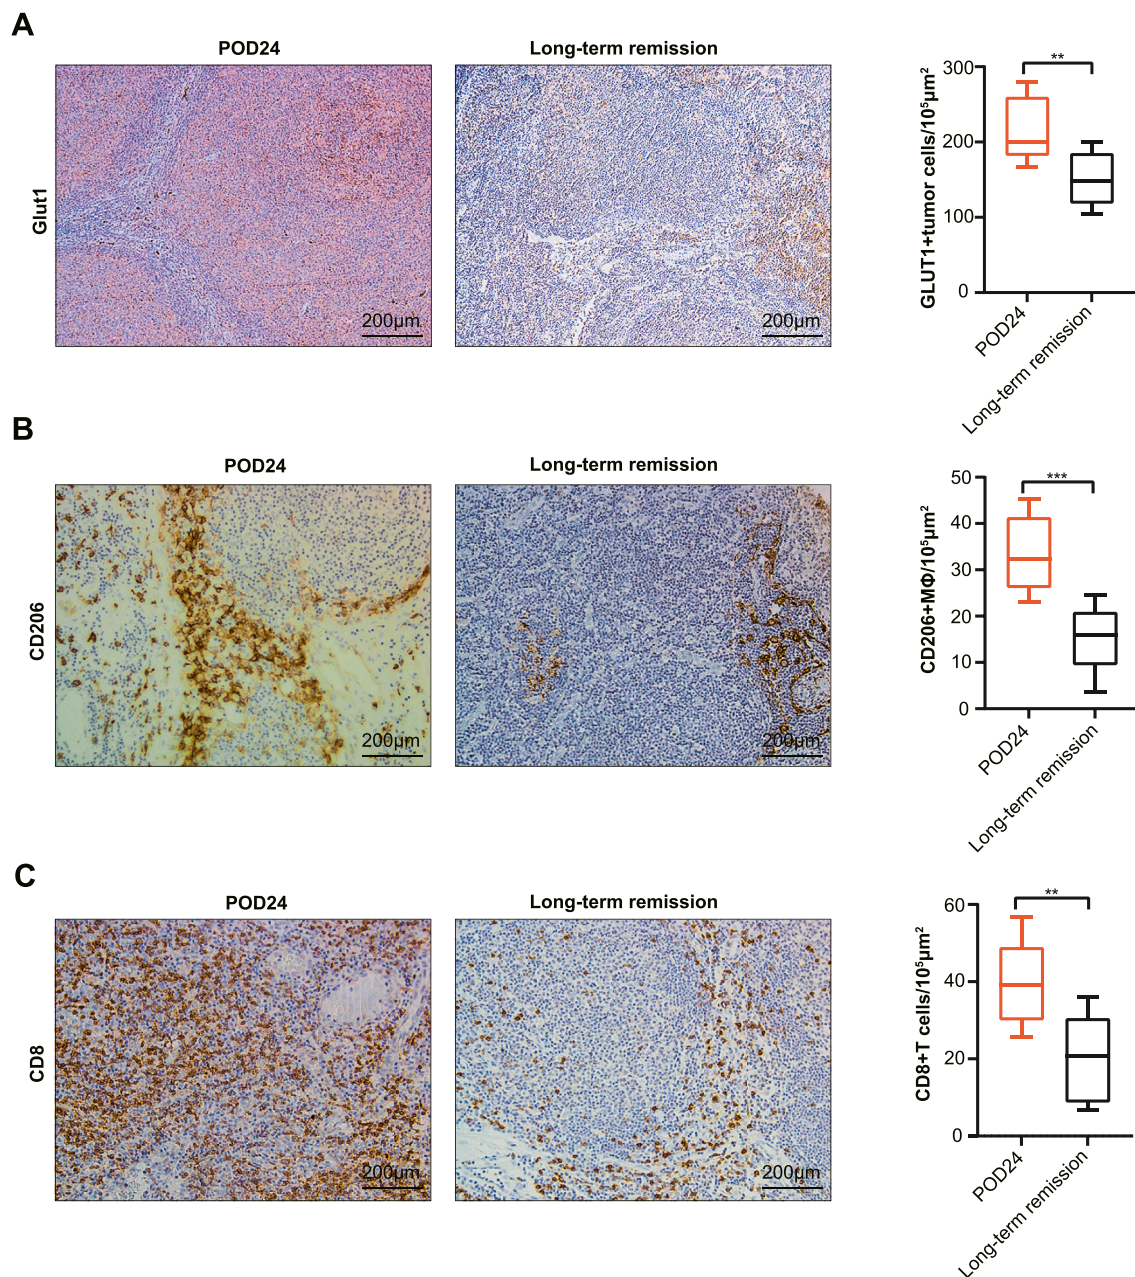 A
POD24
Long-term remission
Glut1
200µm
200µm
**
GLUT1+tumor cells/10⁵µm²
300
200
100
0
POD24
Long-term remission
B
POD24
Long-term remission
CD206
200µm
200µm
***
CD206+MΦ/10⁵µm²
50
40
30
20
10
0
POD24
Long-term remission
C
POD24
Long-term remission
CD8
200µm
200µm
**
CD8+T cells/10⁵µm²
60
40
20
0
POD24
Long-term remission